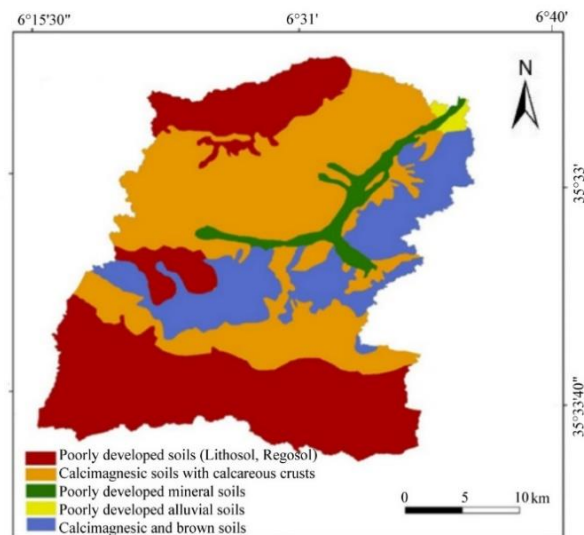 6°15'30"
6°31'
6°40'
N
35°33'
35°33'40"
Poorly developed soils (Lithosol, Regosol)
Calcimagnesic soils with calcareous crusts
Poorly developed mineral soils
Poorly developed alluvial soils
Calcimagnesic and brown soils
0 5 10 km